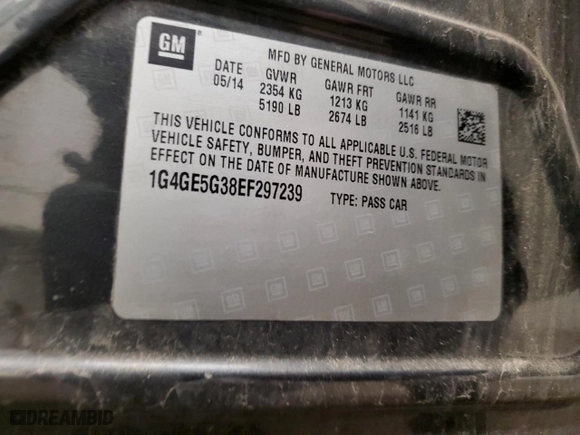 GM
MFD BY GENERAL MOTORS LLC
DATE GVWR GAWR FRT GAWR RR
05/14 2354 KG 1213 KG 1141 KG
5190 LB 2674 LB 2516 LB
THIS VEHICLE CONFORMS TO ALL APPLICABLE U.S. FEDERAL MOTOR
VEHICLE SAFETY, BUMPER, AND THEFT PREVENTION STANDARDS IN
EFFECT ON THE DATE OF MANUFACTURE SHOWN ABOVE.
1G4GE5G38EF297239 TYPE: PASS CAR
DREAMBID